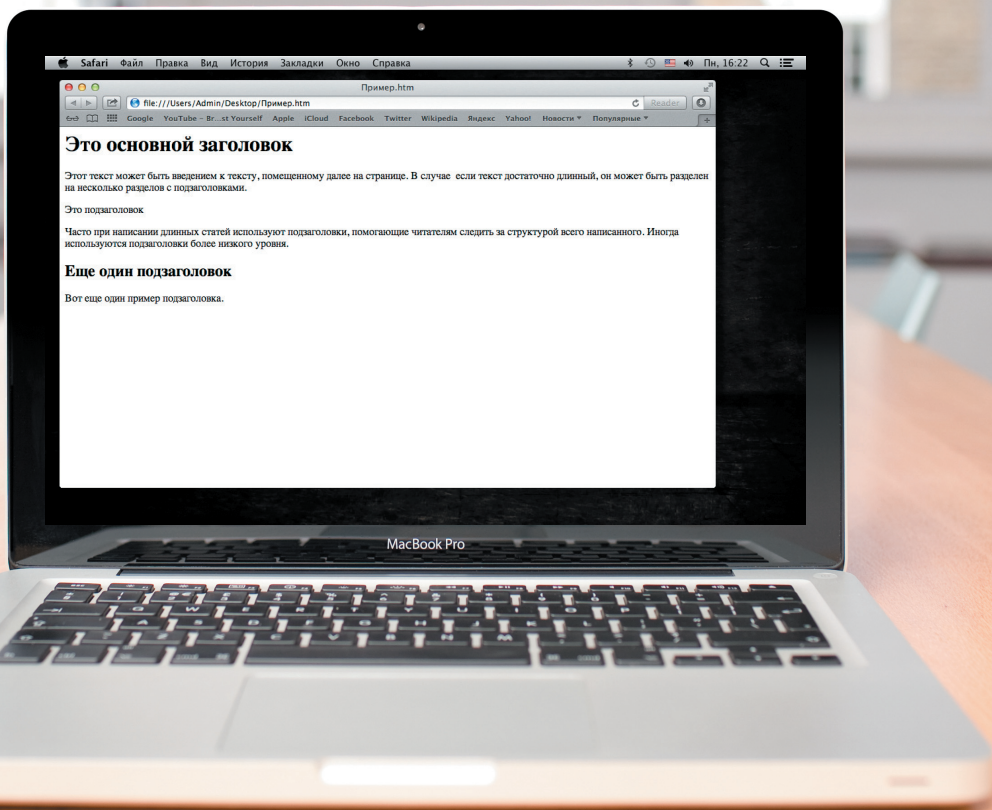 Safari Файл Правка Вид История Закладки Окно Справка Пн, 16:22
Пример.htm
file:///Users/Admin/Desktop/Пример.htm Reader
Google YouTube – Br...st Yourself Apple iCloud Facebook Twitter Wikipedia Яндекс Yahoo! Новости Популярные
Это основной заголовок
Этот текст может быть введением к тексту, помещенному далее на странице. В случае если текст достаточно длинный, он может быть разделен
на несколько разделов с подзаголовками.
Это подзаголовок
Часто при написании длинных статей используют подзаголовки, помогающие читателям следить за структурой всего написанного. Иногда
используются подзаголовки более низкого уровня.
Еще один подзаголовок
Вот еще один пример подзаголовка.
MacBook Pro